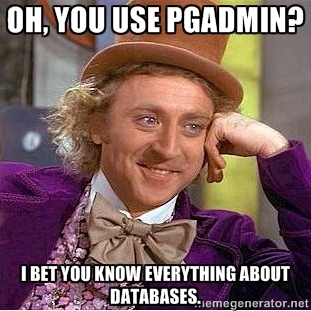 OH, YOU USE PGADMIN?
I BET YOU KNOW EVERYTHING ABOUT
DATABASES.
memegenerator.net